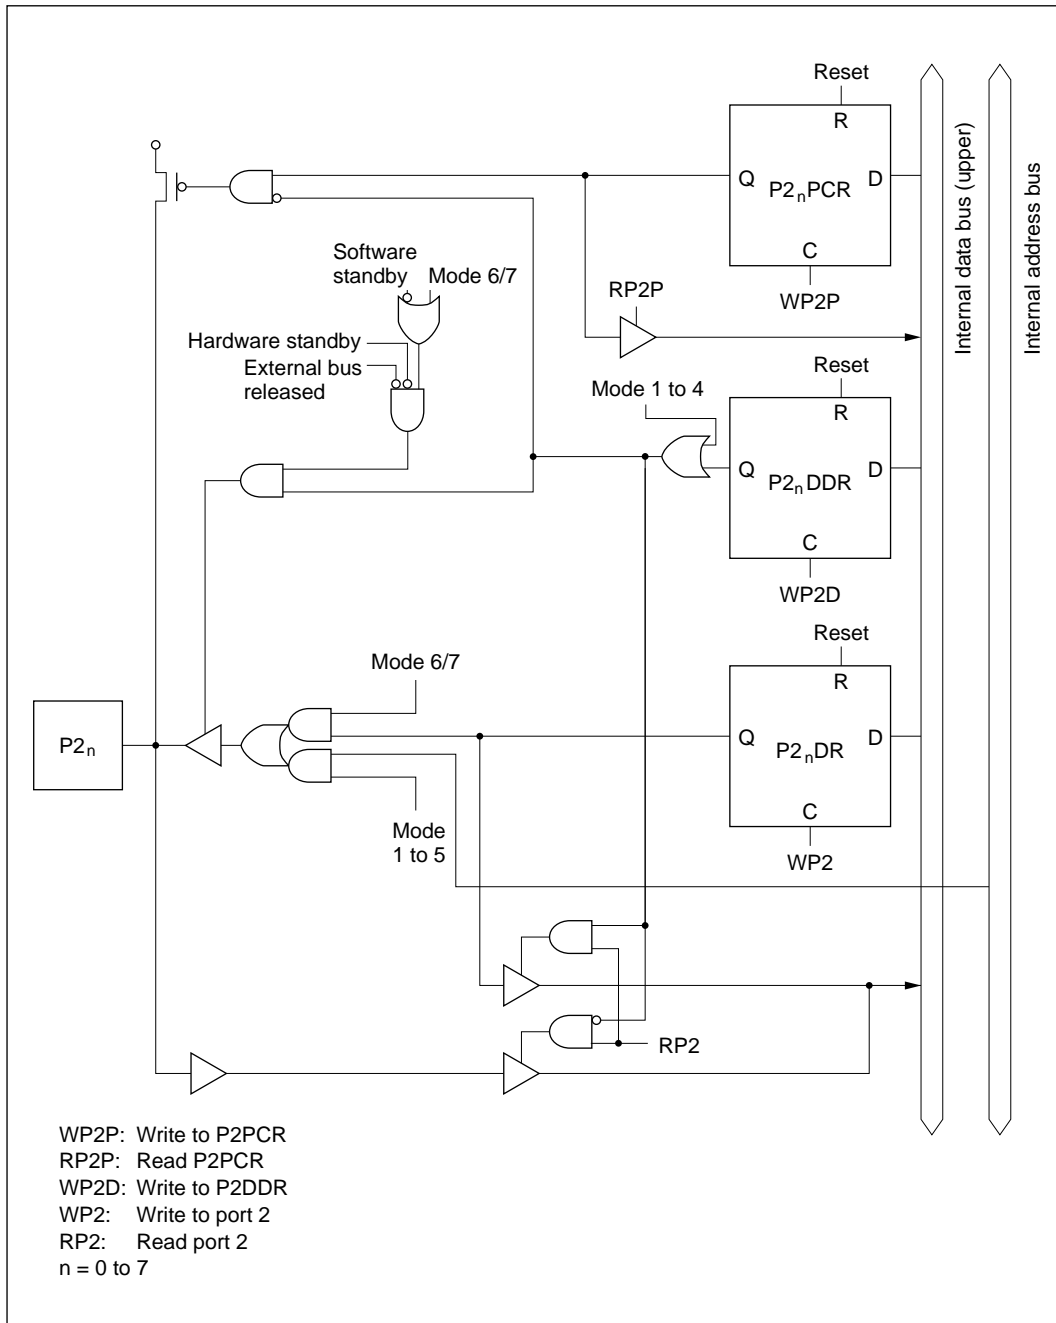 Reset
R
Q
P2nPCR
D
C
WP2P
Software
standby
Mode 6/7
RP2P
Hardware standby
External bus
released
Mode 1 to 4
Reset
R
Q
P2nDDR
D
C
WP2D
Mode 6/7
Reset
R
P2n
Q
P2nDR
D
C
WP2
Mode
1 to 5
RP2
Internal data bus (upper)
Internal address bus
WP2P: Write to P2PCR
RP2P: Read P2PCR
WP2D: Write to P2DDR
WP2: Write to port 2
RP2: Read port 2
n = 0 to 7